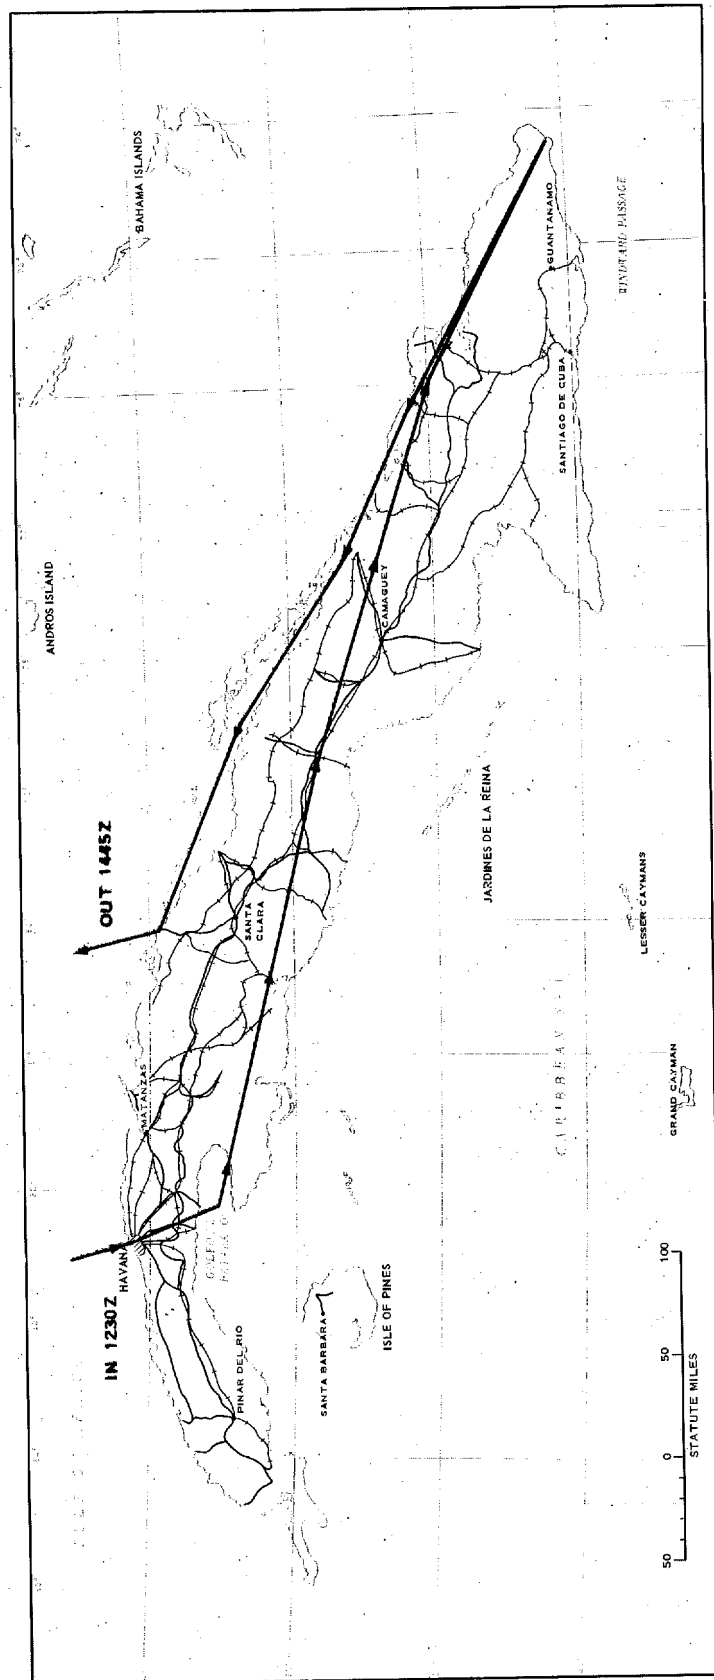 IN 1230Z
OUT 1445Z
HAVANA
MATANZAS
PINAR DEL RIO
SANTA BARBARA
ISLE OF PINES
SANTA
CLARA
CAMAGUEY
SANTIAGO DE CUBA
GUANTANAMO
ANDROS ISLAND
BAHAMA ISLANDS
WINDWARD PASSAGE
JARDINES DE LA REINA
LESSER CAYMANS
GRAND CAYMAN
CARIBBEAN SEA
50 0 50 100
STATUTE MILES